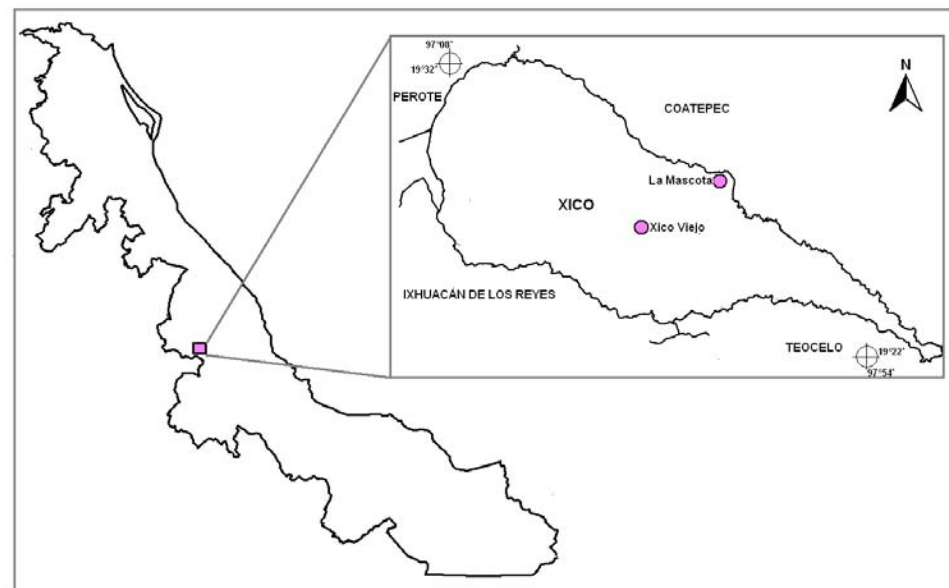 97°08'
19°32'
N
PEROTE
COATEPEC
La Mascota
XICO
Xico Viejo
IXHUACÁN DE LOS REYES
TEOCELO
19°22'
97°54'